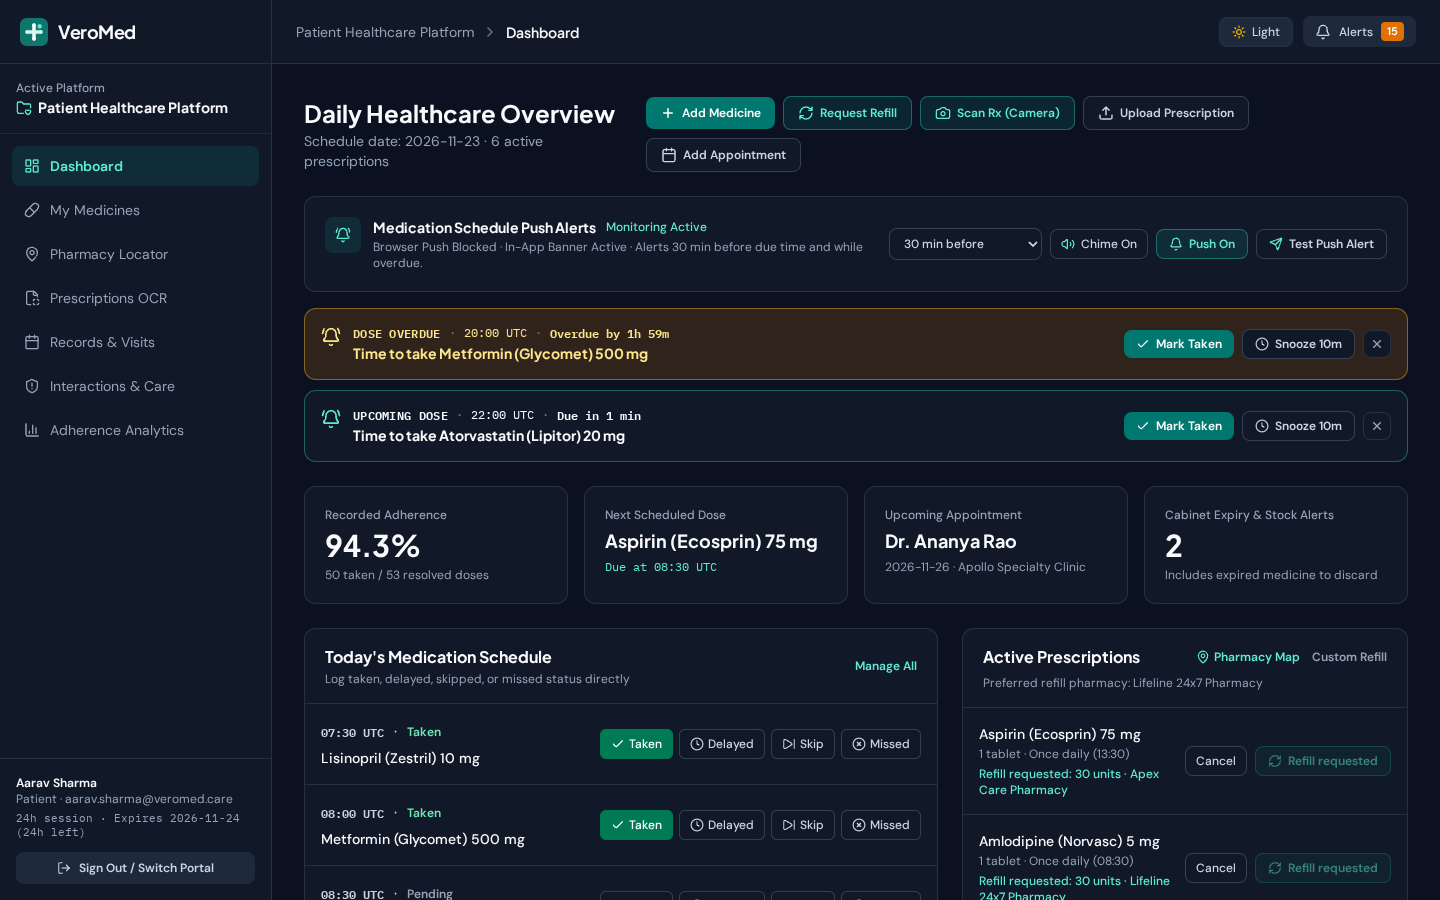 VeroMed
Patient Healthcare Platform
Dashboard
Light
Alerts 15
Active Platform
Patient Healthcare Platform
Dashboard
My Medicines
Pharmacy Locator
Prescriptions OCR
Records & Visits
Interactions & Care
Adherence Analytics
Aarav Sharma
Patient · aarav.sharma@veromed.care
24h session · Expires 2026-11-24
(24h left)
Sign Out / Switch Portal
Daily Healthcare Overview
Schedule date: 2026-11-23 · 6 active
prescriptions
Add Medicine
Request Refill
Scan Rx (Camera)
Upload Prescription
Add Appointment
Medication Schedule Push Alerts Monitoring Active
Browser Push Blocked · In-App Banner Active · Alerts 30 min before due time and while
overdue.
30 min before
Chime On
Push On
Test Push Alert
DOSE OVERDUE · 20:00 UTC · Overdue by 1h 59m
Time to take Metformin (Glycomet) 500 mg
Mark Taken
Snooze 10m
UPCOMING DOSE · 22:00 UTC · Due in 1 min
Time to take Atorvastatin (Lipitor) 20 mg
Mark Taken
Snooze 10m
Recorded Adherence
94.3%
50 taken / 53 resolved doses
Next Scheduled Dose
Aspirin (Ecosprin) 75 mg
Due at 08:30 UTC
Upcoming Appointment
Dr. Ananya Rao
2026-11-26 · Apollo Specialty Clinic
Cabinet Expiry & Stock Alerts
2
Includes expired medicine to discard
Today's Medication Schedule
Log taken, delayed, skipped, or missed status directly
Manage All
07:30 UTC · Taken
Lisinopril (Zestril) 10 mg
Taken
Delayed
Skip
Missed
08:00 UTC · Taken
Metformin (Glycomet) 500 mg
Taken
Delayed
Skip
Missed
08:30 UTC · Pending
Active Prescriptions
Pharmacy Map
Custom Refill
Preferred refill pharmacy: Lifeline 24x7 Pharmacy
Aspirin (Ecosprin) 75 mg
1 tablet · Once daily (13:30)
Refill requested: 30 units · Apex
Care Pharmacy
Cancel
Refill requested
Amlodipine (Norvasc) 5 mg
1 tablet · Once daily (08:30)
Refill requested: 30 units · Lifeline
24x7 Pharmacy
Cancel
Refill requested